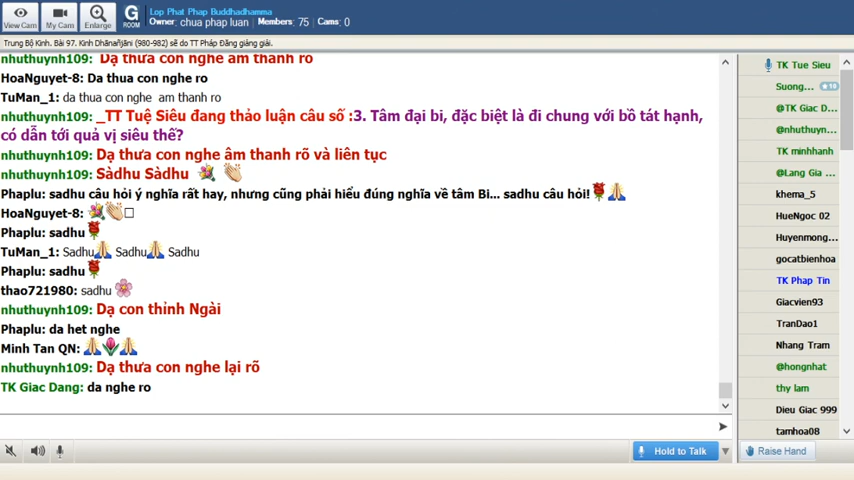 Lop Phat Phap Buddhadhamma
Owner: chua phap luan Members: 75 Cams: 0
View Cam My Cam Enlarge G ROOM
Trung Bộ Kinh. Bài 97. Kinh Dhānañjāni (980-982) sẽ do TT Pháp Đăng giảng giải.
nhuthuynh109: Dạ thưa con nghe âm thanh rõ
HoaNguyet-8: Da thua con nghe ro
TuMan_1: da thua con nghe am thanh ro
nhuthuynh109: _TT Tuệ Siêu đang thảo luận câu số :3. Tâm đại bi, đặc biệt là đi chung với bồ tát hạnh,
có dẫn tới quả vị siêu thế?
nhuthuynh109: Dạ thưa con nghe âm thanh rõ và liên tục
nhuthuynh109: Sàdhu Sàdhu
Phaplu: sadhu câu hỏi ý nghĩa rất hay, nhưng cũng phải hiểu đúng nghĩa về tâm Bi... sadhu câu hỏi!
HoaNguyet-8:
Phaplu: sadhu
TuMan_1: Sadhu Sadhu Sadhu
Phaplu: sadhu
thao721980: sadhu
nhuthuynh109: Dạ con thỉnh Ngài
Phaplu: da het nghe
Minh Tan QN:
nhuthuynh109: Dạ thưa con nghe lại rõ
TK Giac Dang: da nghe ro
Hold to Talk
TK Tue Sieu
Suong... 10
@TK Giac D...
@nhuthuyn...
TK minhhanh
@Lang Gia ...
khema_5
HueNgoc 02
Huyenmong...
gocatbienhoa
TK Phap Tin
Giacvien93
TranDao1
Nhang Tram
@hongnhat
thy lam
Dieu Giac 999
tamhoa08
Raise Hand